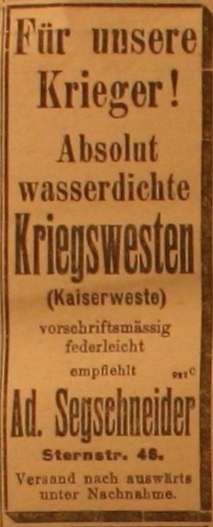 Für unsere
Krieger!
Absolut
wasserdichte
Kriegswesten
(Kaiserweste)
vorschriftsmässig
federleicht
empfiehlt
Ad. Segschneider
Sternstr. 48.
Versand nach auswärts
unter Nachnahme.